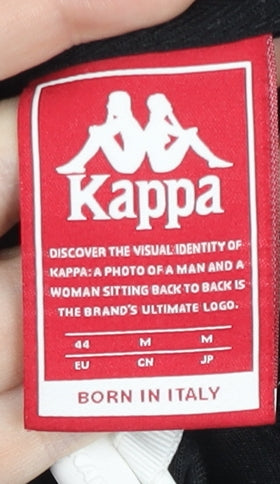 Kappa
DISCOVER THE VISUAL IDENTITY OF
KAPPA: A PHOTO OF A MAN AND A
WOMAN SITTING BACK TO BACK IS
THE BRAND'S ULTIMATE LOGO.
44 M M
EU CN JP
BORN IN ITALY